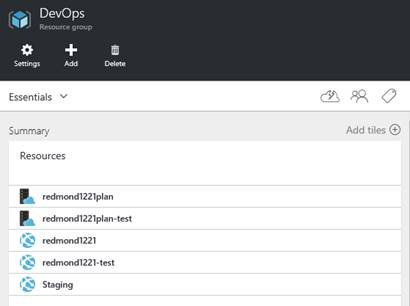 DevOps
Resource group
Settings Add Delete
Essentials
Summary Add tiles
Resources
redmond1221plan
redmond1221plan-test
redmond1221
redmond1221-test
Staging